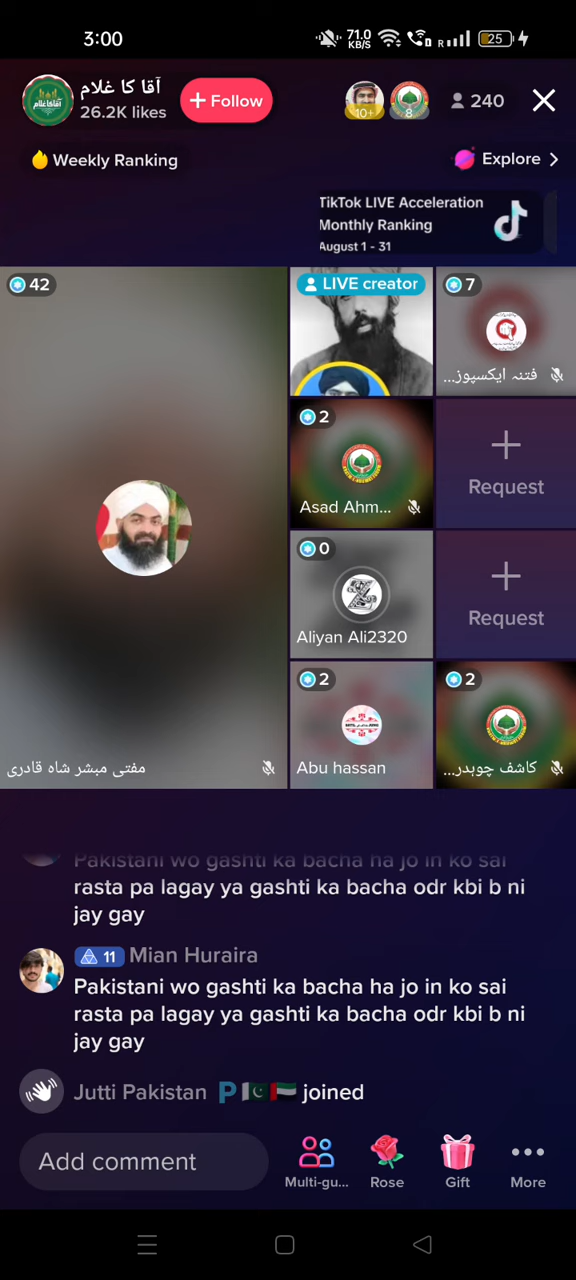 3:00
71.0
KB/S
R
25
آقا کا غلام
26.2K likes
+ Follow
10+
8
240
Weekly Ranking
Explore >
TikTok LIVE Acceleration
Monthly Ranking
August 1 - 31
42
LIVE creator
7
فتنہ ایکسپوز...
2
Asad Ahm...
Request
0
Aliyan Ali2320
Request
مفتی مبشر شاہ قادری
2
Abu hassan
2
کاشف چوہدر...
Pakistani wo gashti ka bacha ha jo in ko sai
rasta pa lagay ya gashti ka bacha odr kbi b ni
jay gay
11 Mian Huraira
Pakistani wo gashti ka bacha ha jo in ko sai
rasta pa lagay ya gashti ka bacha odr kbi b ni
jay gay
Jutti Pakistan P🇵🇰🇦🇪 joined
Add comment
Multi-gu...
Rose
Gift
More